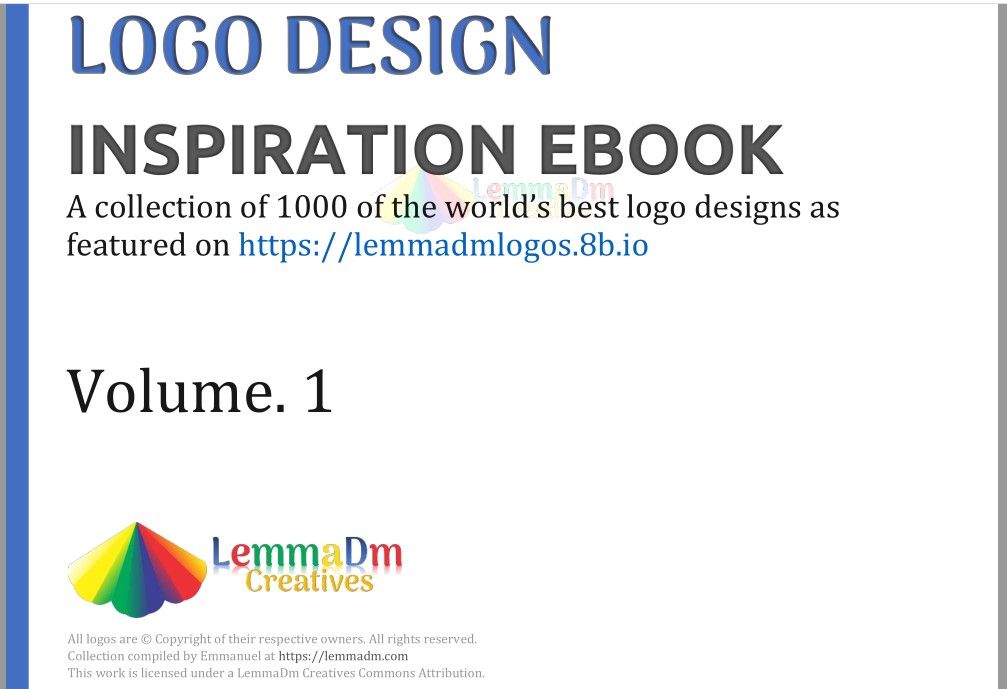 LOGO DESIGN
INSPIRATION EBOOK
LemmaDm
A collection of 1000 of the world’s best logo designs as
featured on https://lemmadmlogos.8b.io
Volume. 1
LemmaDm
Creatives
All logos are © Copyright of their respective owners. All rights reserved.
Collection compiled by Emmanuel at https://lemmadm.com
This work is licensed under a LemmaDm Creatives Commons Attribution.